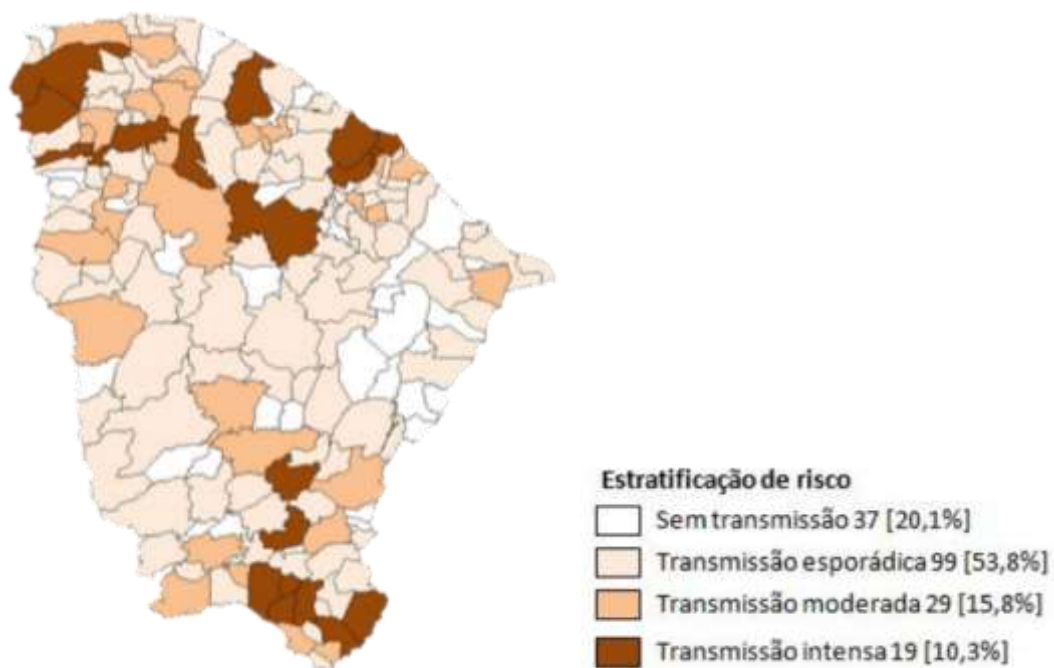 Estratificação de risco
Sem transmissão 37 [20,1%]
Transmissão esporádica 99 [53,8%]
Transmissão moderada 29 [15,8%]
Transmissão intensa 19 [10,3%]